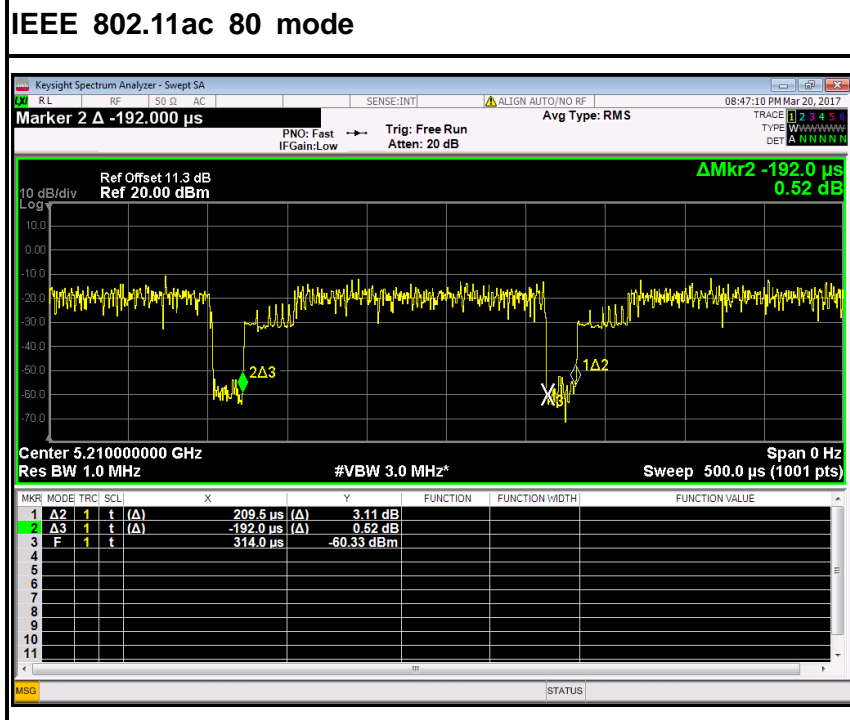 IEEE 802.11ac 80 mode
Keysight Spectrum Analyzer - Swept SA
LXI RL RF 50 Ω AC SENSE:INT ALIGN AUTO/NO RF 08:47:10 PM Mar 20, 2017
Marker 2 Δ -192.000 µs
PNO: Fast
IFGain:Low
Trig: Free Run
Atten: 20 dB
Avg Type: RMS
TRACE 1 2 3 4 5 6
TYPE WWWWWW
DET A N N N N N
ΔMkr2 -192.0 µs
0.52 dB
Ref Offset 11.3 dB
10 dB/div Ref 20.00 dBm
Log
10.0
0.00
-10.0
-20.0
-30.0
-40.0
-50.0
-60.0
-70.0
2Δ3
1Δ2
3
Center 5.210000000 GHz Span 0 Hz
Res BW 1.0 MHz #VBW 3.0 MHz* Sweep 500.0 µs (1001 pts)
MKR MODE TRC SCL X Y FUNCTION FUNCTION WIDTH FUNCTION VALUE
1 Δ2 1 t (Δ) 209.5 µs (Δ) 3.11 dB
2 Δ3 1 t (Δ) -192.0 µs (Δ) 0.52 dB
3 F 1 t 314.0 µs -60.33 dBm
4
5
6
7
8
9
10
11
MSG STATUS